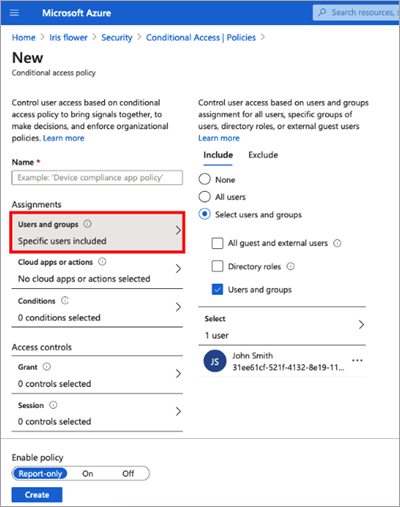 Microsoft Azure
Search resources,
Home > Iris flower > Security > Conditional Access | Policies >
New
Conditional access policy
Control user access based on conditional
access policy to bring signals together, to
make decisions, and enforce organizational
policies. Learn more
Name *
Example: 'Device compliance app policy'
Assignments
Users and groups
Specific users included
Cloud apps or actions
No cloud apps or actions selected
Conditions
0 conditions selected
Access controls
Grant
0 controls selected
Session
0 controls selected
Control user access based on users and groups
assignment for all users, specific groups of
users, directory roles, or external guest users
Learn more
Include Exclude
None
All users
Select users and groups
All guest and external users
Directory roles
Users and groups
Select
1 user
JS
John Smith
31ee61cf-521f-4132-8e19-11...
Enable policy
Report-only On Off
Create